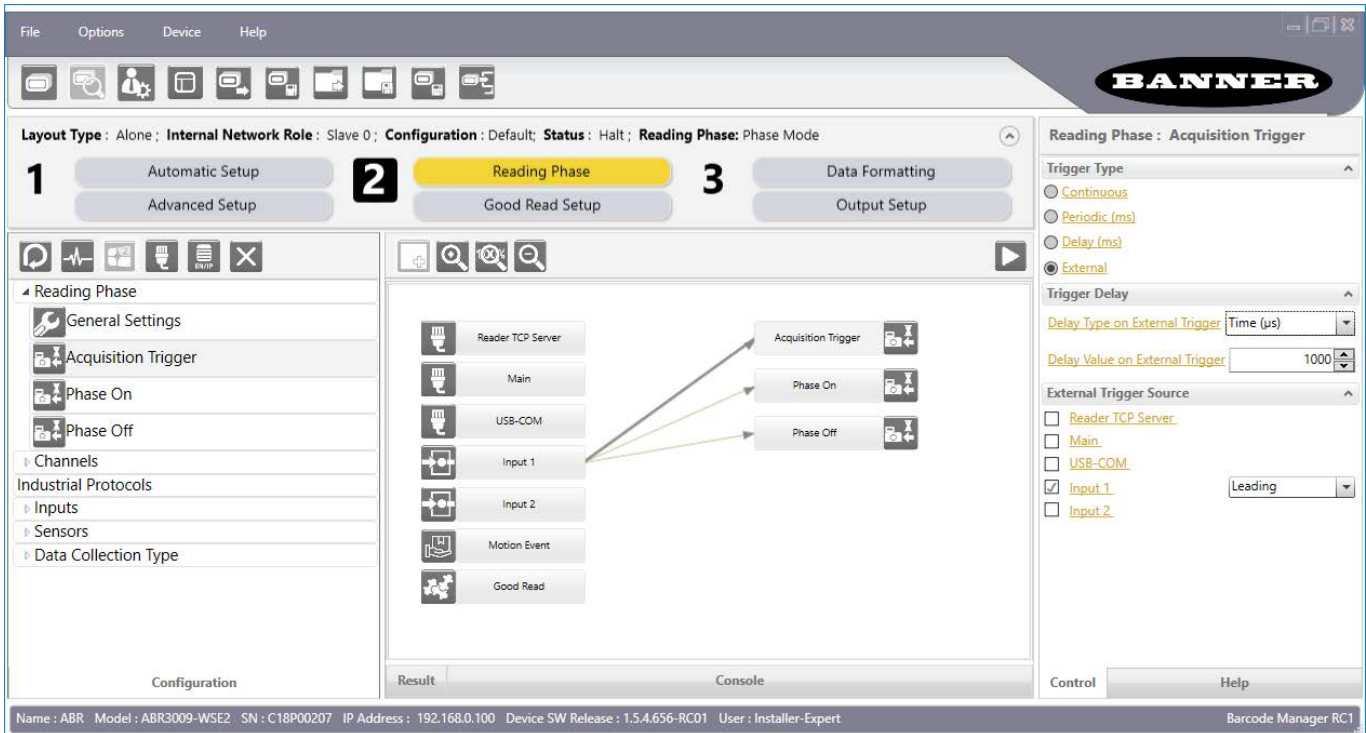 File Options Device Help
BANNER
Layout Type : Alone ; Internal Network Role : Slave 0 ; Configuration : Default; Status : Halt ; Reading Phase: Phase Mode
1 Automatic Setup
Advanced Setup
2 Reading Phase
Good Read Setup
3 Data Formatting
Output Setup
EN/IP
Reading Phase
General Settings
Acquisition Trigger
Phase On
Phase Off
Channels
Industrial Protocols
Inputs
Sensors
Data Collection Type
Configuration
100%
Reader TCP Server
Main
USB-COM
Input 1
Input 2
Motion Event
Good Read
Acquisition Trigger
Phase On
Phase Off
Result Console
Reading Phase : Acquisition Trigger
Trigger Type
Continuous
Periodic (ms)
Delay (ms)
External
Trigger Delay
Delay Type on External Trigger Time (µs)
Delay Value on External Trigger 1000
External Trigger Source
Reader TCP Server
Main
USB-COM
Input 1 Leading
Input 2
Control Help
Name : ABR Model : ABR3009-WSE2 SN : C18P00207 IP Address : 192.168.0.100 Device SW Release : 1.5.4.656-RC01 User : Installer-Expert Barcode Manager RC1